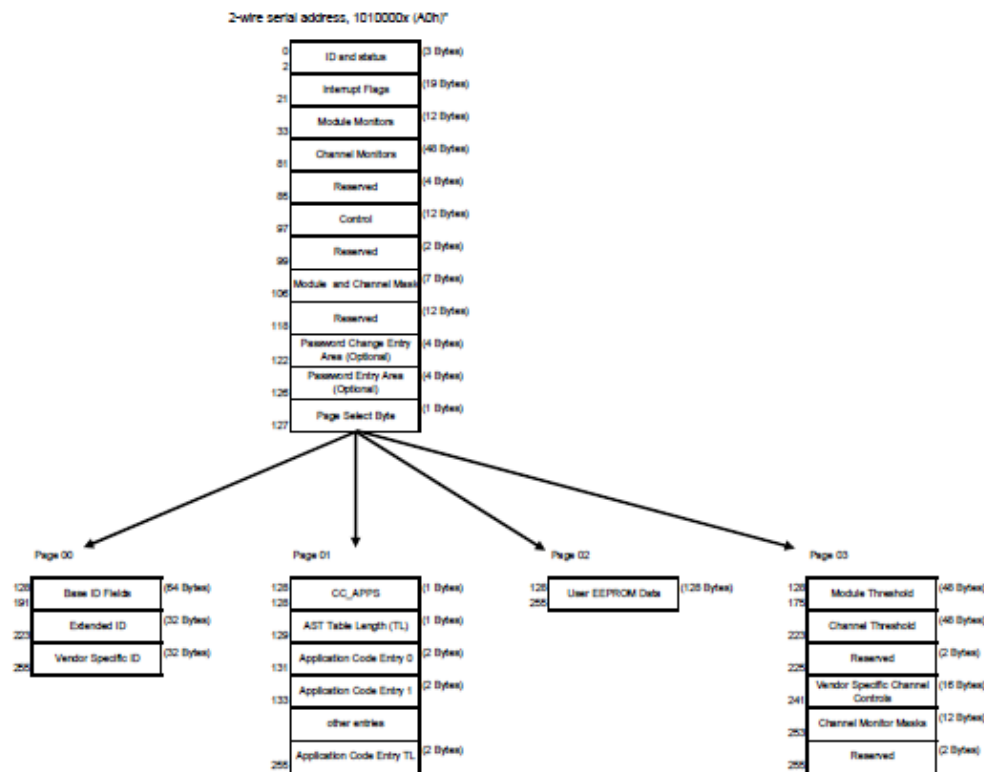 2-wire serial address, 1010000x (A0h)"
0
2
ID and status
(3 Bytes)
21
Interrupt Flags
(19 Bytes)
33
Module Monitors
(12 Bytes)
81
Channel Monitors
(48 Bytes)
85
Reserved
(4 Bytes)
97
Control
(12 Bytes)
99
Reserved
(2 Bytes)
106
Module and Channel Mask
(7 Bytes)
118
Reserved
(12 Bytes)
122
Password Change Entry
Area (Optional)
(4 Bytes)
126
Password Entry Area
(Optional)
(4 Bytes)
127
Page Select Byte
(1 Bytes)
Page 00
128
191
Base ID Fields
(64 Bytes)
223
Extended ID
(32 Bytes)
255
Vendor Specific ID
(32 Bytes)
Page 01
128
128
CC_APPS
(1 Bytes)
129
AST Table Length (TL)
(1 Bytes)
131
Application Code Entry 0
(2 Bytes)
133
Application Code Entry 1
(2 Bytes)
other entries
255
Application Code Entry TL
(2 Bytes)
Page 02
128
255
User EEPROM Data
(128 Bytes)
Page 03
128
175
Module Threshold
(48 Bytes)
223
Channel Threshold
(48 Bytes)
225
Reserved
(2 Bytes)
241
Vendor Specific Channel
Controls
(16 Bytes)
253
Channel Monitor Masks
(12 Bytes)
255
Reserved
(2 Bytes)